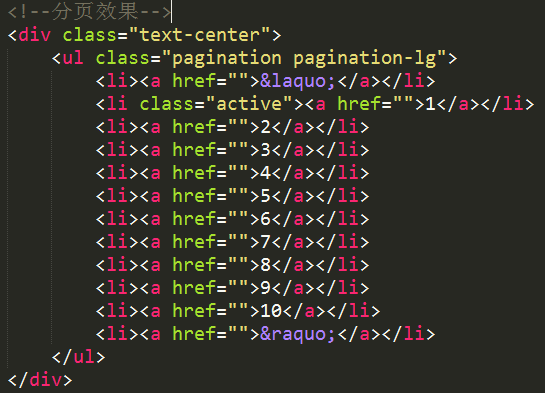 <!--分页效果-->
<div class="text-center">
<ul class="pagination pagination-lg">
<li><a href="">&laquo;</a></li>
<li class="active"><a href="">1</a></li>
<li><a href="">2</a></li>
<li><a href="">3</a></li>
<li><a href="">4</a></li>
<li><a href="">5</a></li>
<li><a href="">6</a></li>
<li><a href="">7</a></li>
<li><a href="">8</a></li>
<li><a href="">9</a></li>
<li><a href="">10</a></li>
<li><a href="">&raquo;</a></li>
</ul>
</div>